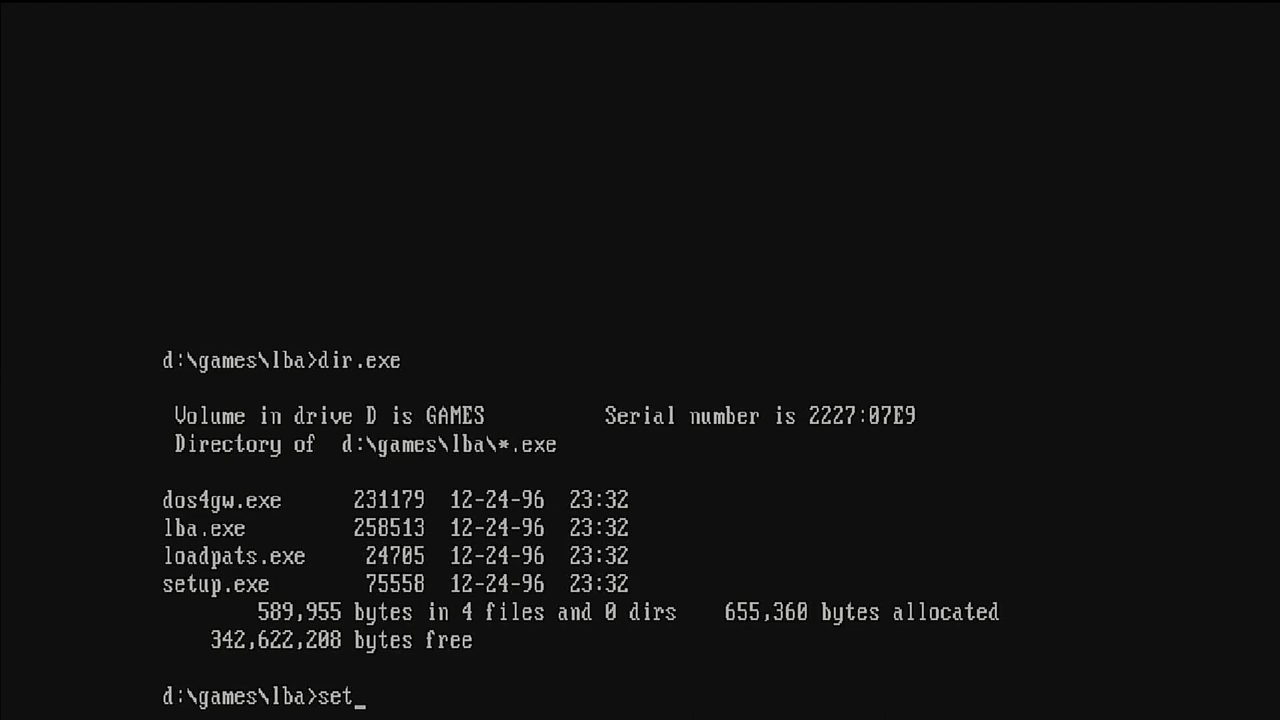 d:\games\lba>dir.exe
Volume in drive D is GAMES          Serial number is 2227:07E9
Directory of  d:\games\lba\*.exe
dos4gw.exe      231179  12-24-96  23:32
lba.exe         258513  12-24-96  23:32
loadpats.exe     24705  12-24-96  23:32
setup.exe        75558  12-24-96  23:32
589,955 bytes in 4 files and 0 dirs    655,360 bytes allocated
342,622,208 bytes free
d:\games\lba>set_